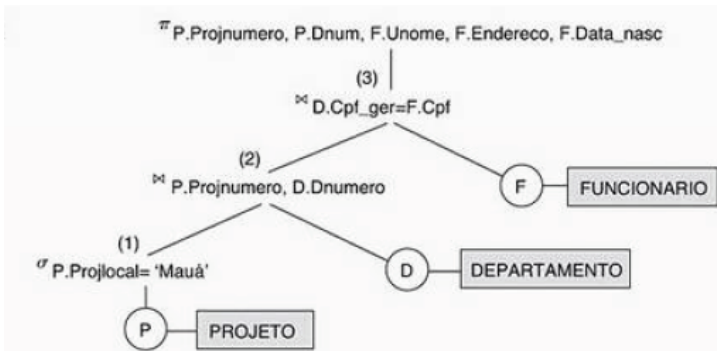 π P.Projnumero, P.Dnum, F.Unome, F.Endereco, F.Data_nasc
(3)
⋈ D.Cpf_ger=F.Cpf
(2)
⋈ P.Projnumero, D.Dnumero
F
FUNCIONARIO
(1)
σ P.Projlocal= ‘Mauá’
D
DEPARTAMENTO
P
PROJETO